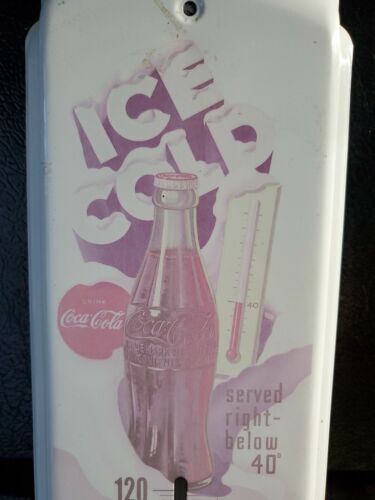 ICE
COLD
DRINK
Coca-Cola
Coca-Cola
40
served
right-
below
40°
120